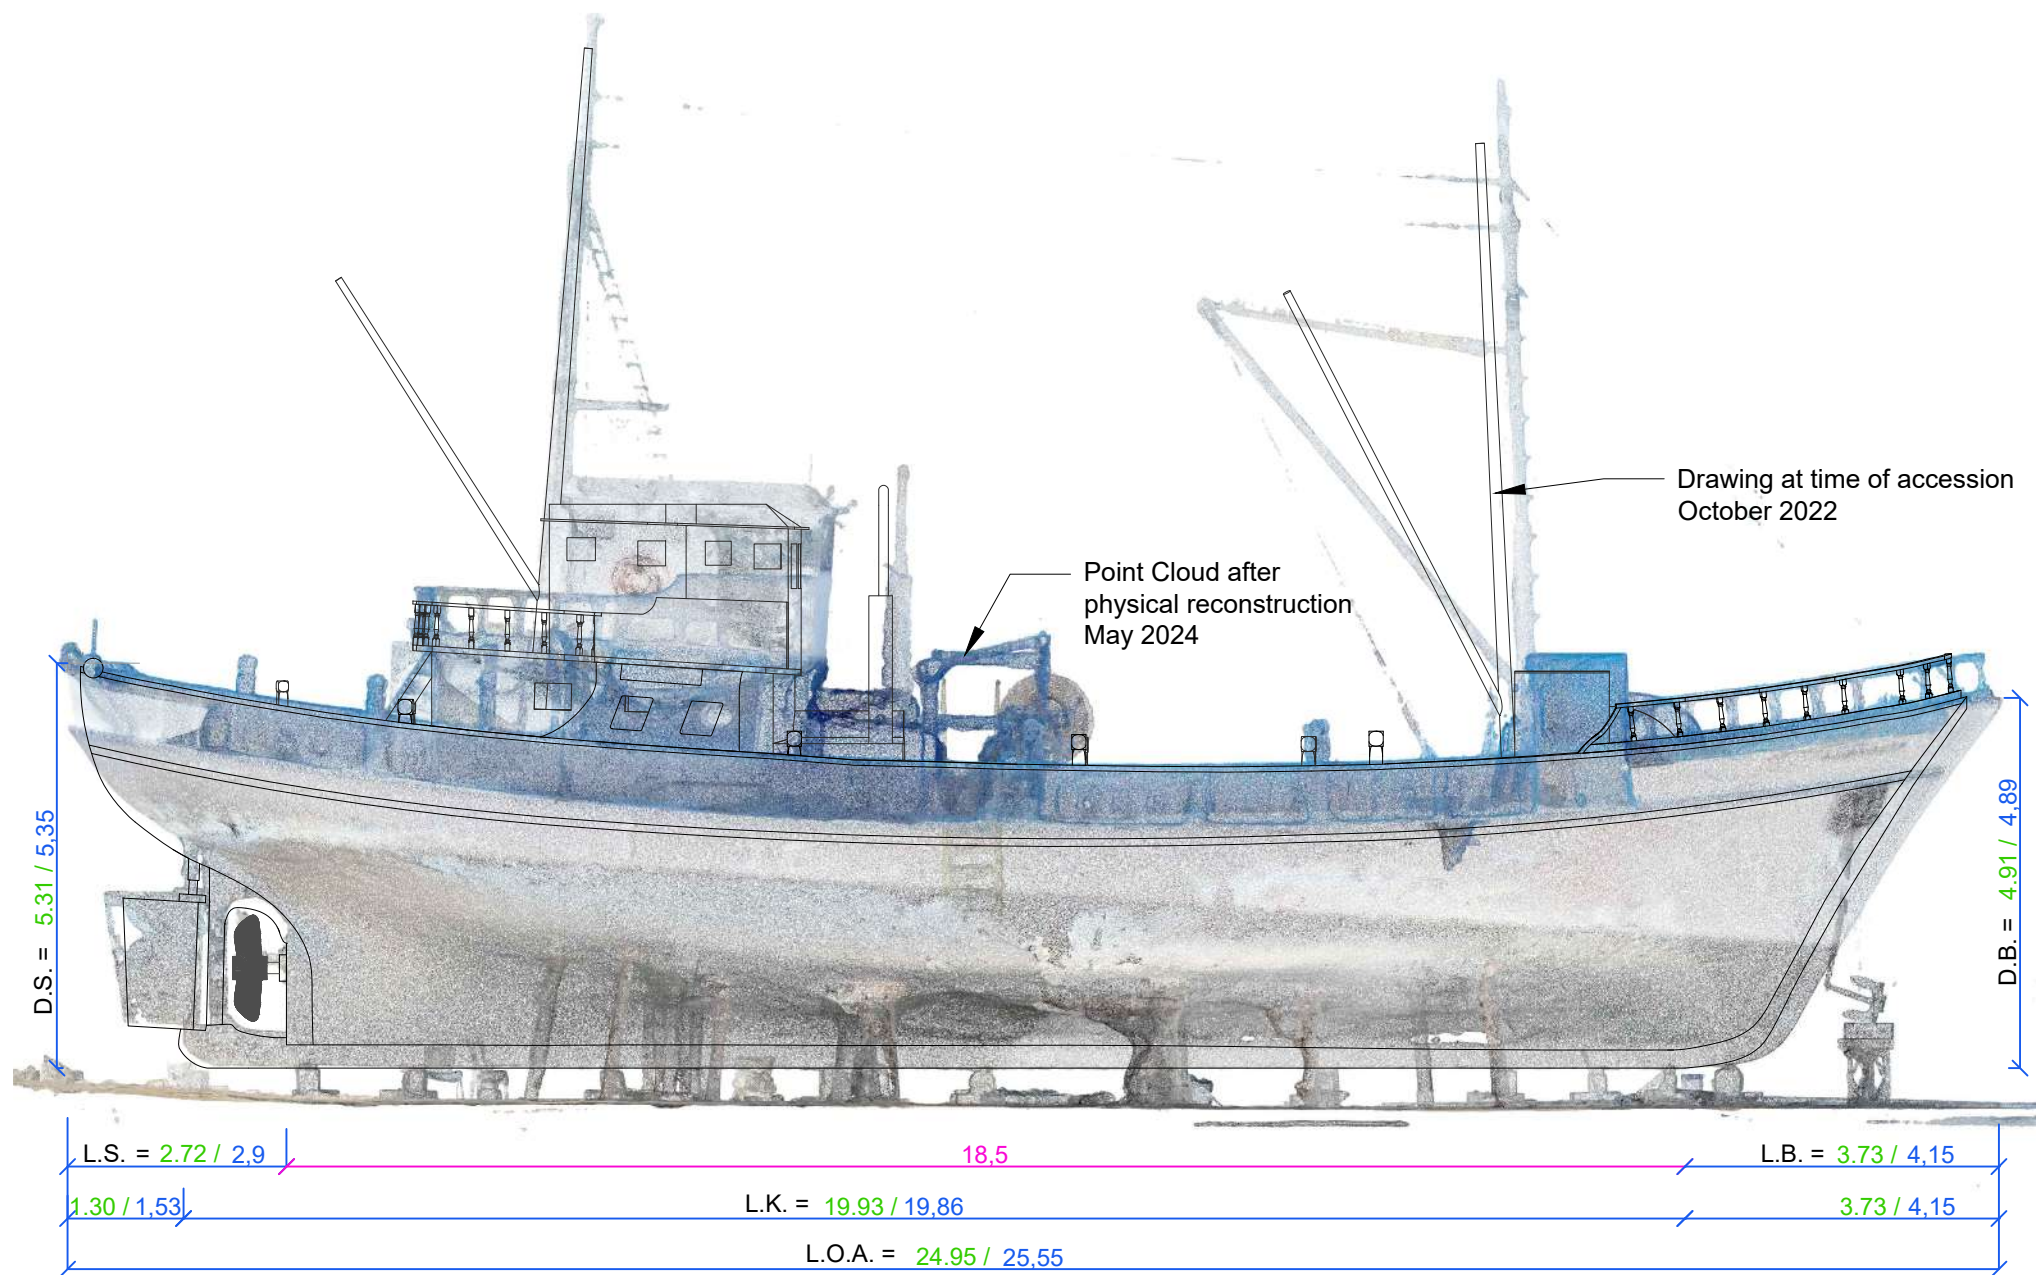 Drawing at time of accession
October 2022
Point Cloud after
physical reconstruction
May 2024
D.S. = 5.31 / 5,35
D.B. = 4.91 / 4,89
L.S. = 2.72 / 2,9
18,5
L.B. = 3.73 / 4,15
1.30 / 1,53
L.K. = 19.93 / 19,86
3.73 / 4,15
L.O.A. = 24.95 / 25,55